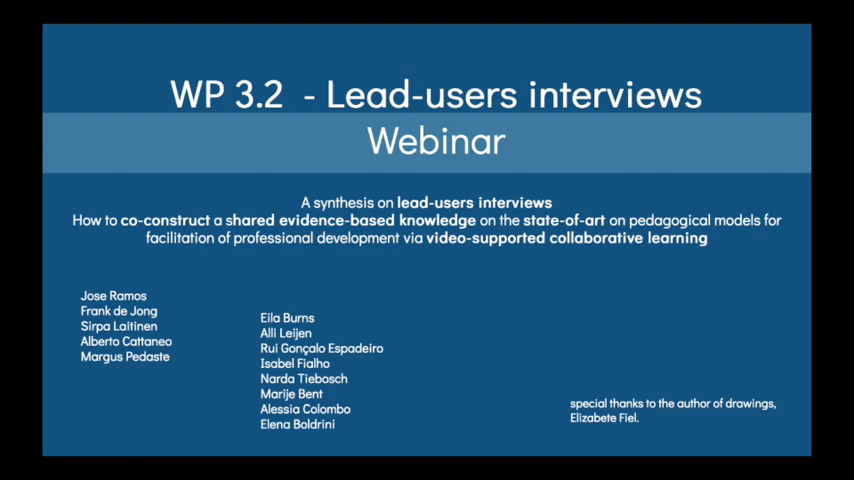 WP 3.2 - Lead-users interviews
Webinar
A synthesis on lead-users interviews
How to co-construct a shared evidence-based knowledge on the state-of-art on pedagogical models for
facilitation of professional development via video-supported collaborative learning
Jose Ramos
Frank de Jong
Sirpa Laitinen
Alberto Cattaneo
Margus Pedaste
Eila Burns
Alli Leijen
Rui Gonçalo Espadeiro
Isabel Fialho
Narda Tiebosch
Marije Bent
Alessia Colombo
Elena Boldrini
special thanks to the author of drawings,
Elizabete Fiel.